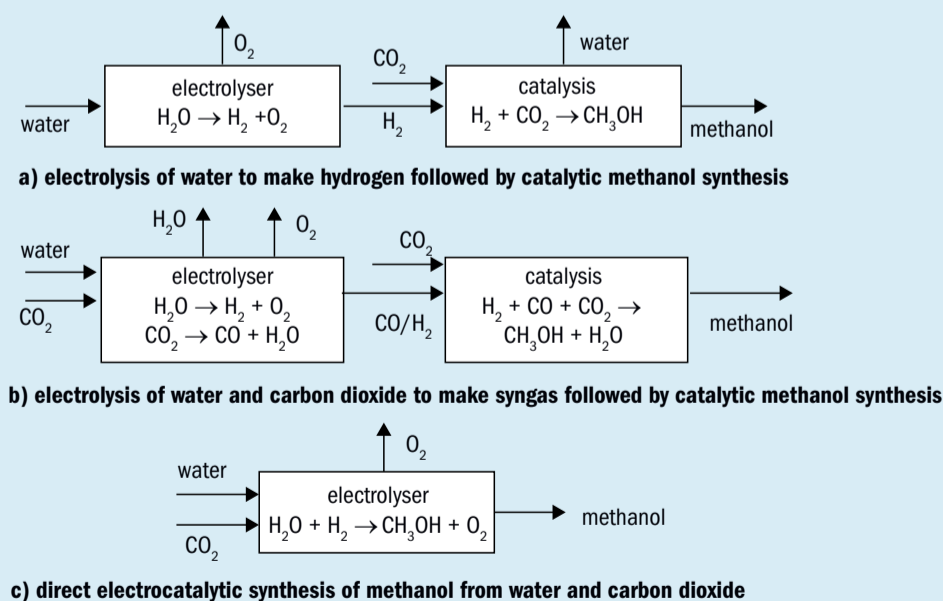 O₂
water
CO₂
electrolyser
catalysis
H₂O → H₂ +O₂
H₂ + CO₂ → CH₃OH
water
H₂
methanol
a) electrolysis of water to make hydrogen followed by catalytic methanol synthesis
H₂O
O₂
water
CO₂
electrolyser
catalysis
H₂O → H₂ + O₂
H₂ + CO + CO₂ →
CO₂
CO₂ → CO + H₂O
CO/H₂
CH₃OH + H₂O
methanol
b) electrolysis of water and carbon dioxide to make syngas followed by catalytic methanol synthesis
O₂
water
electrolyser
H₂O + H₂ → CH₃OH + O₂
methanol
CO₂
c) direct electrocatalytic synthesis of methanol from water and carbon dioxide